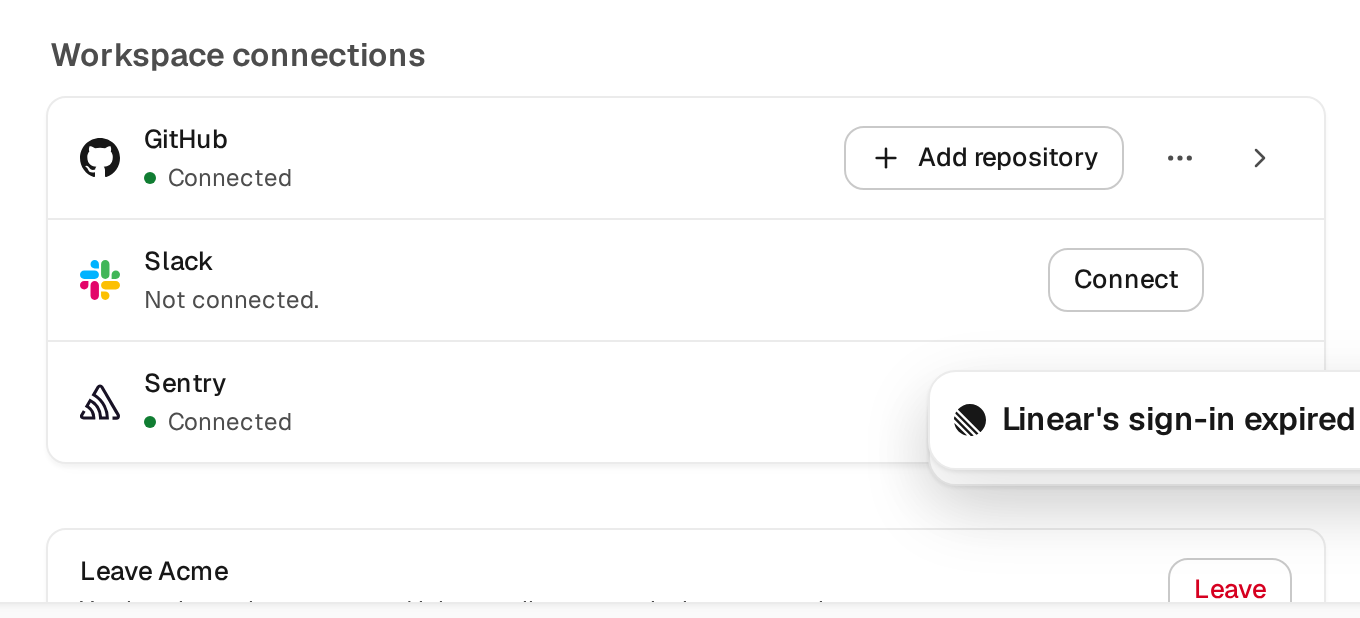 Workspace connections
GitHub
Connected
Add repository
Slack
Not connected.
Connect
Sentry
Connected
Linear's sign-in expired
Leave Acme
Leave